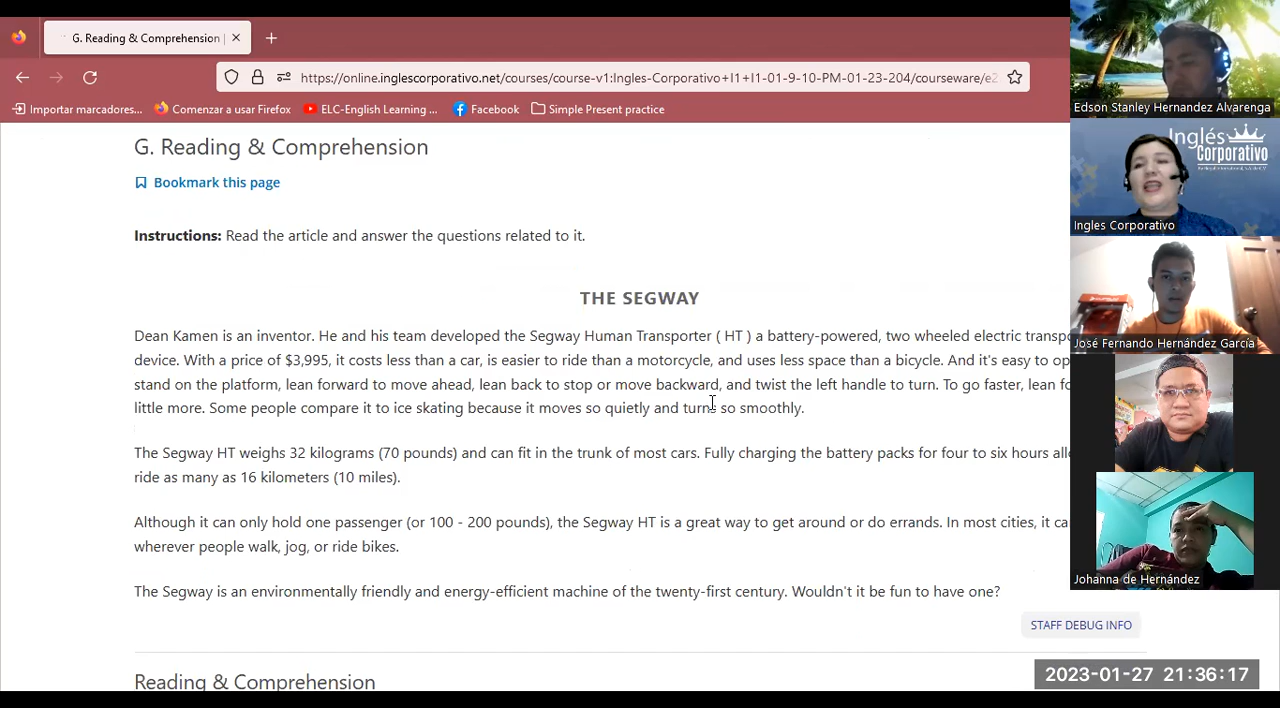 G. Reading & Comprehension |
https://online.inglescorporativo.net/courses/course-v1:Ingles-Corporativo+I1+I1-01-9-10-PM-01-23-204/courseware/e2
Importar marcadores... Comenzar a usar Firefox ELC-English Learning ... Facebook Simple Present practice
G. Reading & Comprehension
Bookmark this page
Instructions: Read the article and answer the questions related to it.
THE SEGWAY
Dean Kamen is an inventor. He and his team developed the Segway Human Transporter ( HT ) a battery-powered, two wheeled electric transp
device. With a price of $3,995, it costs less than a car, is easier to ride than a motorcycle, and uses less space than a bicycle. And it's easy to op
stand on the platform, lean forward to move ahead, lean back to stop or move backward, and twist the left handle to turn. To go faster, lean fo
little more. Some people compare it to ice skating because it moves so quietly and turns so smoothly.
The Segway HT weighs 32 kilograms (70 pounds) and can fit in the trunk of most cars. Fully charging the battery packs for four to six hours allo
ride as many as 16 kilometers (10 miles).
Although it can only hold one passenger (or 100 - 200 pounds), the Segway HT is a great way to get around or do errands. In most cities, it ca
wherever people walk, jog, or ride bikes.
The Segway is an environmentally friendly and energy-efficient machine of the twenty-first century. Wouldn't it be fun to have one?
STAFF DEBUG INFO
Reading & Comprehension
Edson Stanley Hernandez Alvarenga
Inglés
Corporativo
Ingles Corporativo
José Fernando Hernández García
Johanna de Hernández
2023-01-27 21:36:17